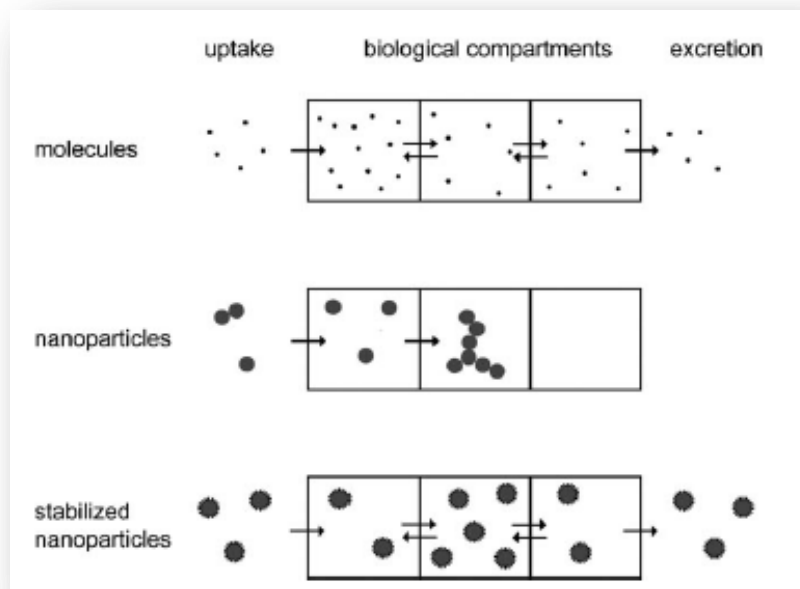 uptake biological compartments excretion
molecules
nanoparticles
stabilized
nanoparticles